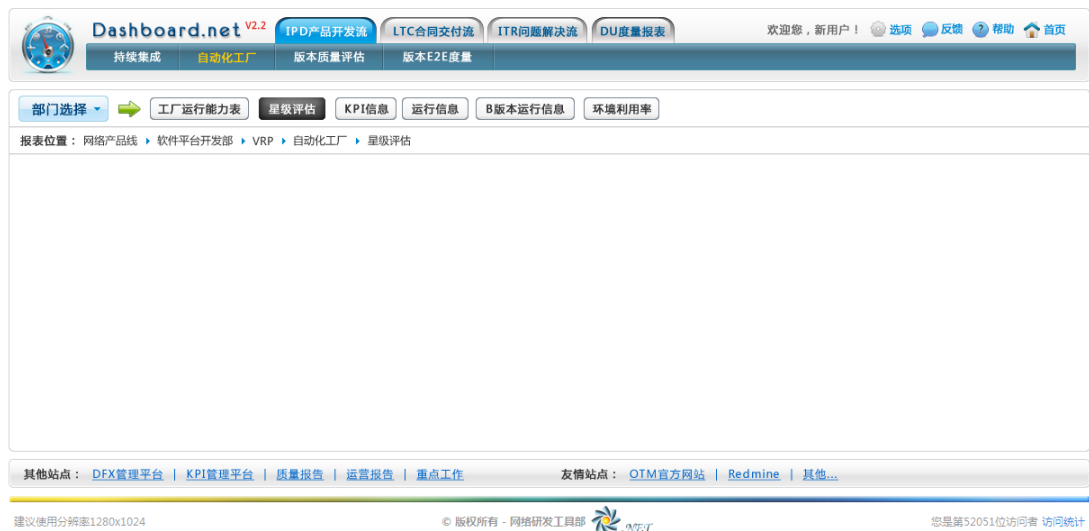 Dashboard.net V2.2 IPD产品开发流 LTC合同交付流 ITR问题解决流 DU度量报表 欢迎您，新用户！ 选项 反馈 帮助 首页
持续集成 自动化工厂 版本质量评估 版本E2E度量
部门选择 工厂运行能力表 星级评估 KPI信息 运行信息 B版本运行信息 环境利用率
报表位置： 网络产品线 软件平台开发部 VRP 自动化工厂 星级评估
其他站点： DFX管理平台 | KPI管理平台 | 质量报告 | 运营报告 | 重点工作 友情站点： OTM官方网站 | Redmine | 其他...
建议使用分辨率1280x1024 © 版权所有 - 网络研发工具部 .NET 您是第52051位访问者 访问统计